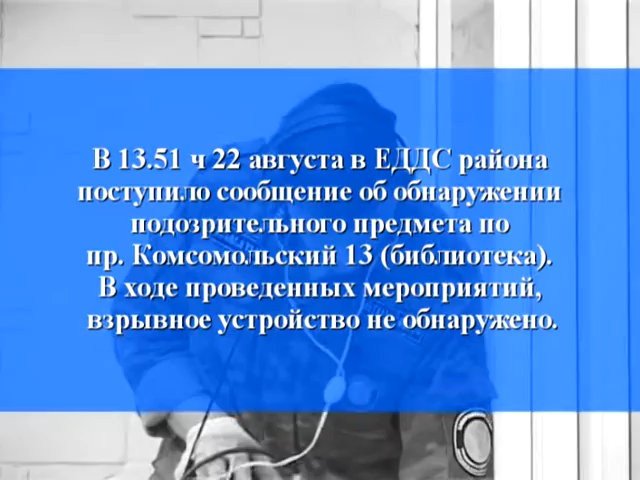 В 13.51 ч 22 августа в ЕДДС района
поступило сообщение об обнаружении
подозрительного предмета по
пр. Комсомольский 13 (библиотека).
В ходе проведенных мероприятий,
взрывное устройство не обнаружено.